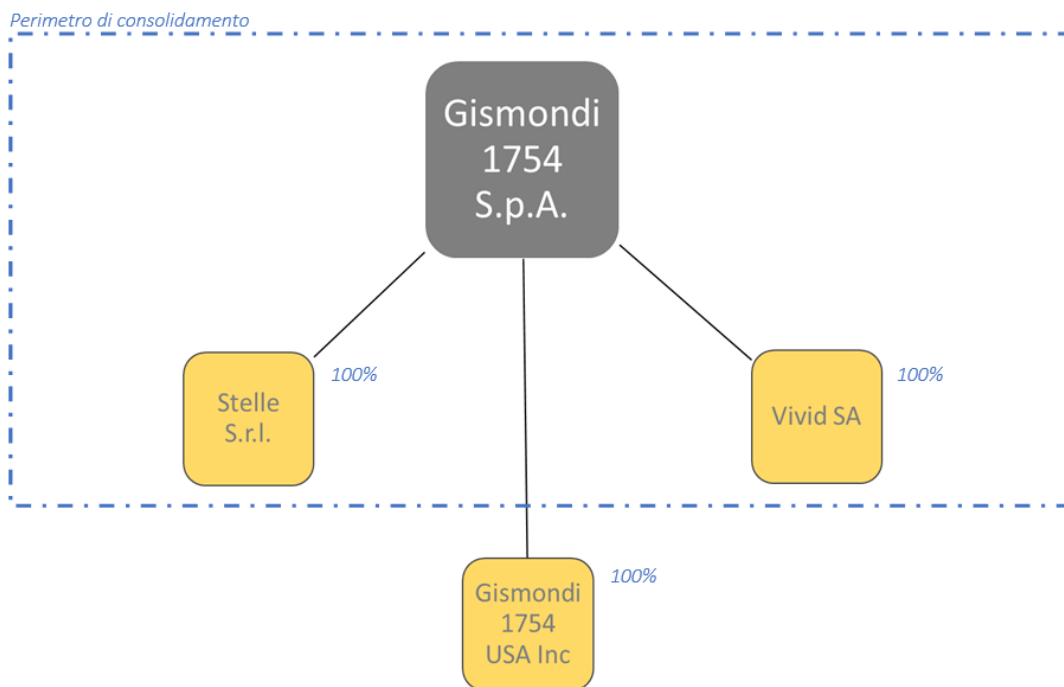 Perimetro di consolidamento
Gismondi
1754
S.p.A.
100%
Stelle
S.r.l.
100%
Vivid SA
100%
Gismondi
1754
USA Inc